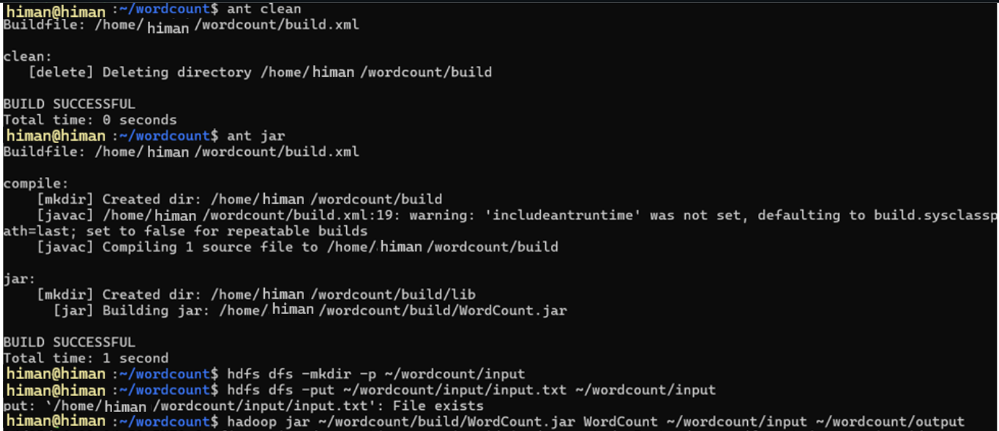 himan@himan :~/wordcount$ ant clean
Buildfile: /home/ himan /wordcount/build.xml
clean:
[delete] Deleting directory /home/ himan /wordcount/build
BUILD SUCCESSFUL
Total time: 0 seconds
himan@himan :~/wordcount$ ant jar
Buildfile: /home/ himan /wordcount/build.xml
compile:
[mkdir] Created dir: /home/ himan /wordcount/build
[javac] /home/ himan /wordcount/build.xml:19: warning: 'includeantruntime' was not set, defaulting to build.sysclassp
ath=last; set to false for repeatable builds
[javac] Compiling 1 source file to /home/ himan /wordcount/build
jar:
[mkdir] Created dir: /home/ himan /wordcount/build/lib
[jar] Building jar: /home/ himan /wordcount/build/WordCount.jar
BUILD SUCCESSFUL
Total time: 1 second
himan@himan :~/wordcount$ hdfs dfs -mkdir -p ~/wordcount/input
himan@himan :~/wordcount$ hdfs dfs -put ~/wordcount/input/input.txt ~/wordcount/input
put: `/home/ himan /wordcount/input/input.txt': File exists
himan@himan :~/wordcount$ hadoop jar ~/wordcount/build/WordCount.jar WordCount ~/wordcount/input ~/wordcount/output